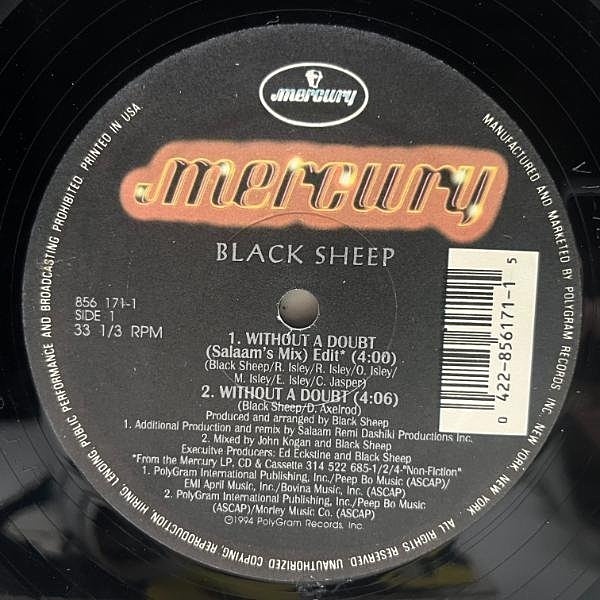 mercury
mercury
BLACK SHEEP
856 171-1
SIDE 1
33 1/3 RPM
1. WITHOUT A DOUBT
(Salaam's Mix) Edit* (4:00)
(Black Sheep/R. Isley/R. Isley/O. Isley/
M. Isley/E. Isley/C. Jasper)
2. WITHOUT A DOUBT (4:06)
(Black Sheep/D. Axelrod)
Produced and arranged by Black Sheep
1. Additional Production and remix by Salaam Remi Dashiki Productions Inc.
2. Mixed by John Kogan and Black Sheep
Execuitve Producers: Ed Eckstine and Black Sheep
*From the Mercury LP, CD & Cassette 314 522 685-1/2/4-"Non-Fiction"
1. PolyGram International Publishing, Inc./Peep Bo Music (ASCAP)/
EMI April Music, Inc./Bovina Music, Inc. (ASCAP)
2. PolyGram International Publishing, Inc./Peep Bo Music
(ASCAP)/Morley Music Co. (ASCAP)
©1994 PolyGram Records, Inc.
0 422-856171-1 5
MANUFACTURED AND MARKETED BY POLYGRAM RECORDS INC. NEW YORK, NEW YORK. ALL RIGHTS RESERVED. UNAUTHORIZED COPYING, REPRODUCTION, HIRING, LENDING, PUBLIC PERFORMANCE AND BROADCASTING PROHIBITED. PRINTED IN USA.